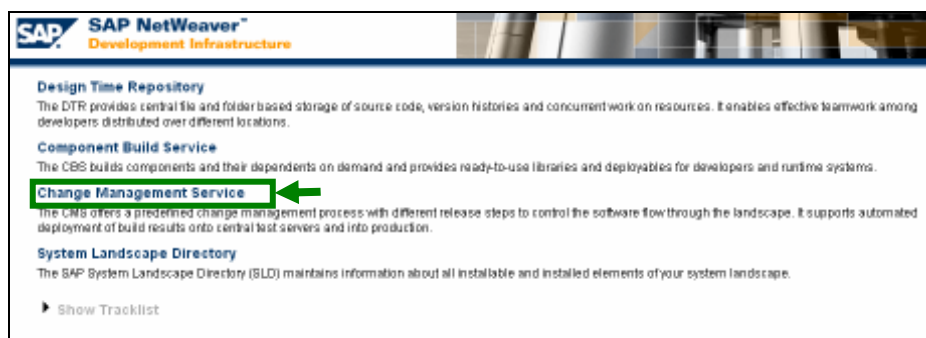 SAP SAP NetWeaver™
Development Infrastructure
Design Time Repository
The DTR provides central file and folder based storage of source code, version histories and concurrent work on resources. It enables effective teamwork among
developers distributed over different locations.
Component Build Service
The CBS builds components and their dependents on demand and provides ready-to-use libraries and deployables for developers and runtime systems.
Change Management Service
The CMS offers a predefined change management process with different release steps to control the software flow through the landscape. It supports automated
deployment of build results onto central test servers and into production.
System Landscape Directory
The SAP System Landscape Directory (SLD) maintains information about all installable and installed elements of your system landscape.
Show Tracklist